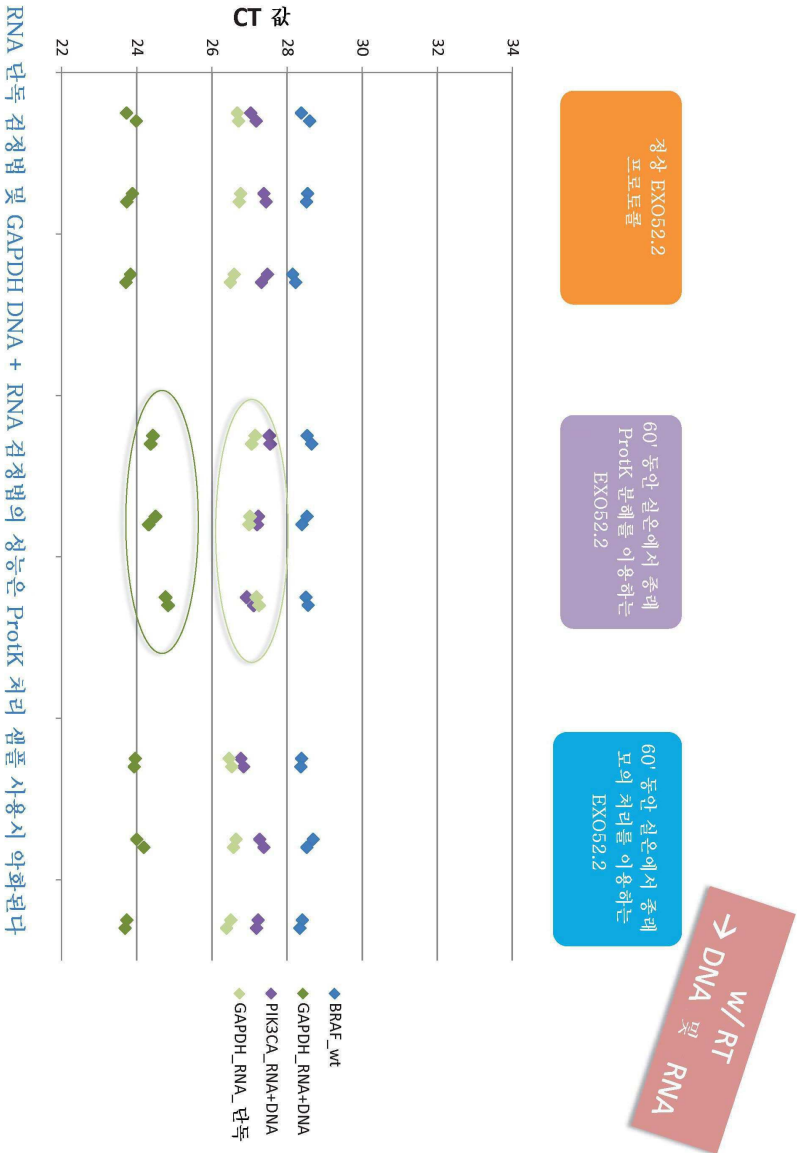 정상 EXO52.2
프로토콜
60' 동안 실온에서 종래
ProtK 분해를 이용하는
EXO52.2
60' 동안 실온에서 종래
모의 처리를 이용하는
EXO52.2
w/ RT
→ DNA 및 RNA
CT 값
34
32
30
28
26
24
22
BRAF_wt
GAPDH_RNA+DNA
PIK3CA_RNA+DNA
GAPDH_RNA_단독
RNA 단독 검정법 및 GAPDH DNA + RNA 검정법의 성능은 ProtK 처리 샘플 사용시 악화된다